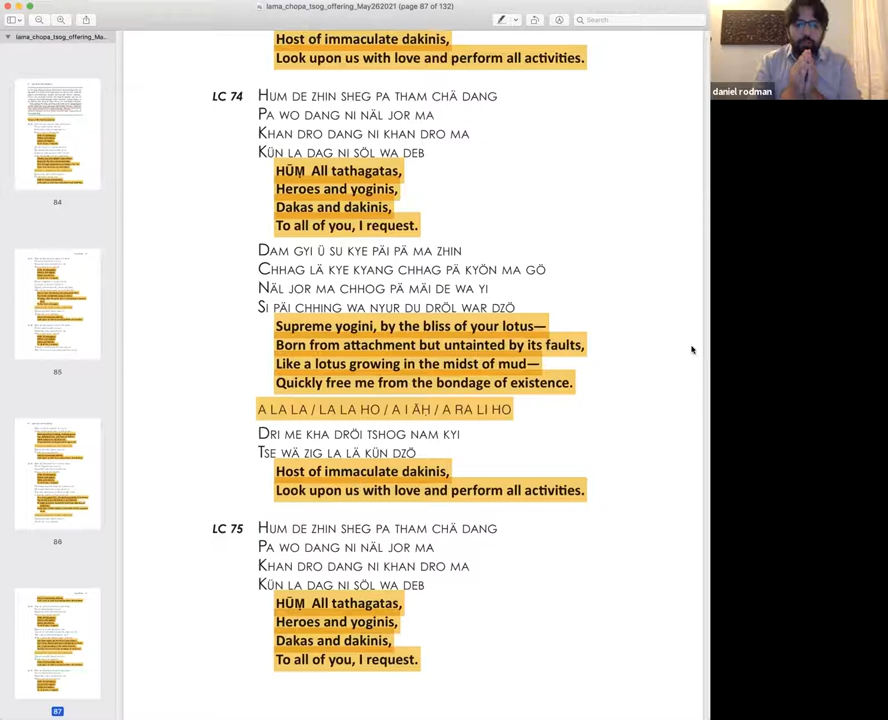 lama_chopa_tsog_offering_May262021 (page 87 of 132)
Search
lama_chopa_tsog_offering_Ma...
84
85
86
87
Host of immaculate dakinis,
Look upon us with love and perform all activities.
LC 74 HUM DE ZHIN SHEG PA THAM CHÄ DANG
PA WO DANG NI NÄL JOR MA
KHAN DRO DANG NI KHAN DRO MA
KÜN LA DAG NI SÖL WA DEB
HŪṂ All tathagatas,
Heroes and yoginis,
Dakas and dakinis,
To all of you, I request.
DAM GYI Ü SU KYE PÄI PÄ MA ZHIN
CHHAG LÄ KYE KYANG CHHAG PÄ KYÖN MA GÖ
NÄL JOR MA CHHOG PÄ MÄI DE WA YI
SI PÄI CHHING WA NYUR DU DRÖL WAR DZÖ
Supreme yogini, by the bliss of your lotus—
Born from attachment but untainted by its faults,
Like a lotus growing in the midst of mud—
Quickly free me from the bondage of existence.
A LA LA / LA LA HO / A I ĀḤ / A RA LI HO
DRI ME KHA DRÖI TSHOG NAM KYI
TSE WÄ ZIG LA LÄ KÜN DZÖ
Host of immaculate dakinis,
Look upon us with love and perform all activities.
LC 75 HUM DE ZHIN SHEG PA THAM CHÄ DANG
PA WO DANG NI NÄL JOR MA
KHAN DRO DANG NI KHAN DRO MA
KÜN LA DAG NI SÖL WA DEB
HŪṂ All tathagatas,
Heroes and yoginis,
Dakas and dakinis,
To all of you, I request.
daniel rodman